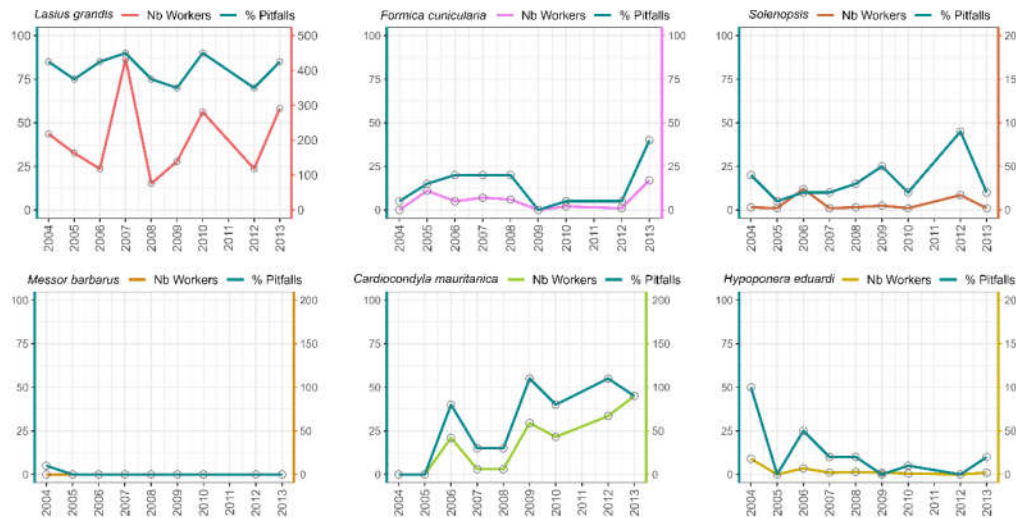 Lasius grandis Nb Workers % Pitfalls
100 500
75 400
50 300
25 200
0 100
0
2004 2005 2006 2007 2008 2009 2010 2011 2012 2013
Formica cunicularia Nb Workers % Pitfalls
100 100
75 75
50 50
25 25
0 0
2004 2005 2006 2007 2008 2009 2010 2011 2012 2013
Solenopsis Nb Workers % Pitfalls
100 20
75 15
50 10
25 50
0 0
2004 2005 2006 2007 2008 2009 2010 2011 2012 2013
Messor barbarus Nb Workers % Pitfalls
100 200
75 150
50 100
25 50
0 0
2004 2005 2006 2007 2008 2009 2010 2011 2012 2013
Cardiocondyla mauritanica Nb Workers % Pitfalls
100 200
75 150
50 100
25 50
0 0
2004 2005 2006 2007 2008 2009 2010 2011 2012 2013
Hypoponera eduardi Nb Workers % Pitfalls
100 20
75 15
50 10
25 50
0 0
2004 2005 2006 2007 2008 2009 2010 2011 2012 2013